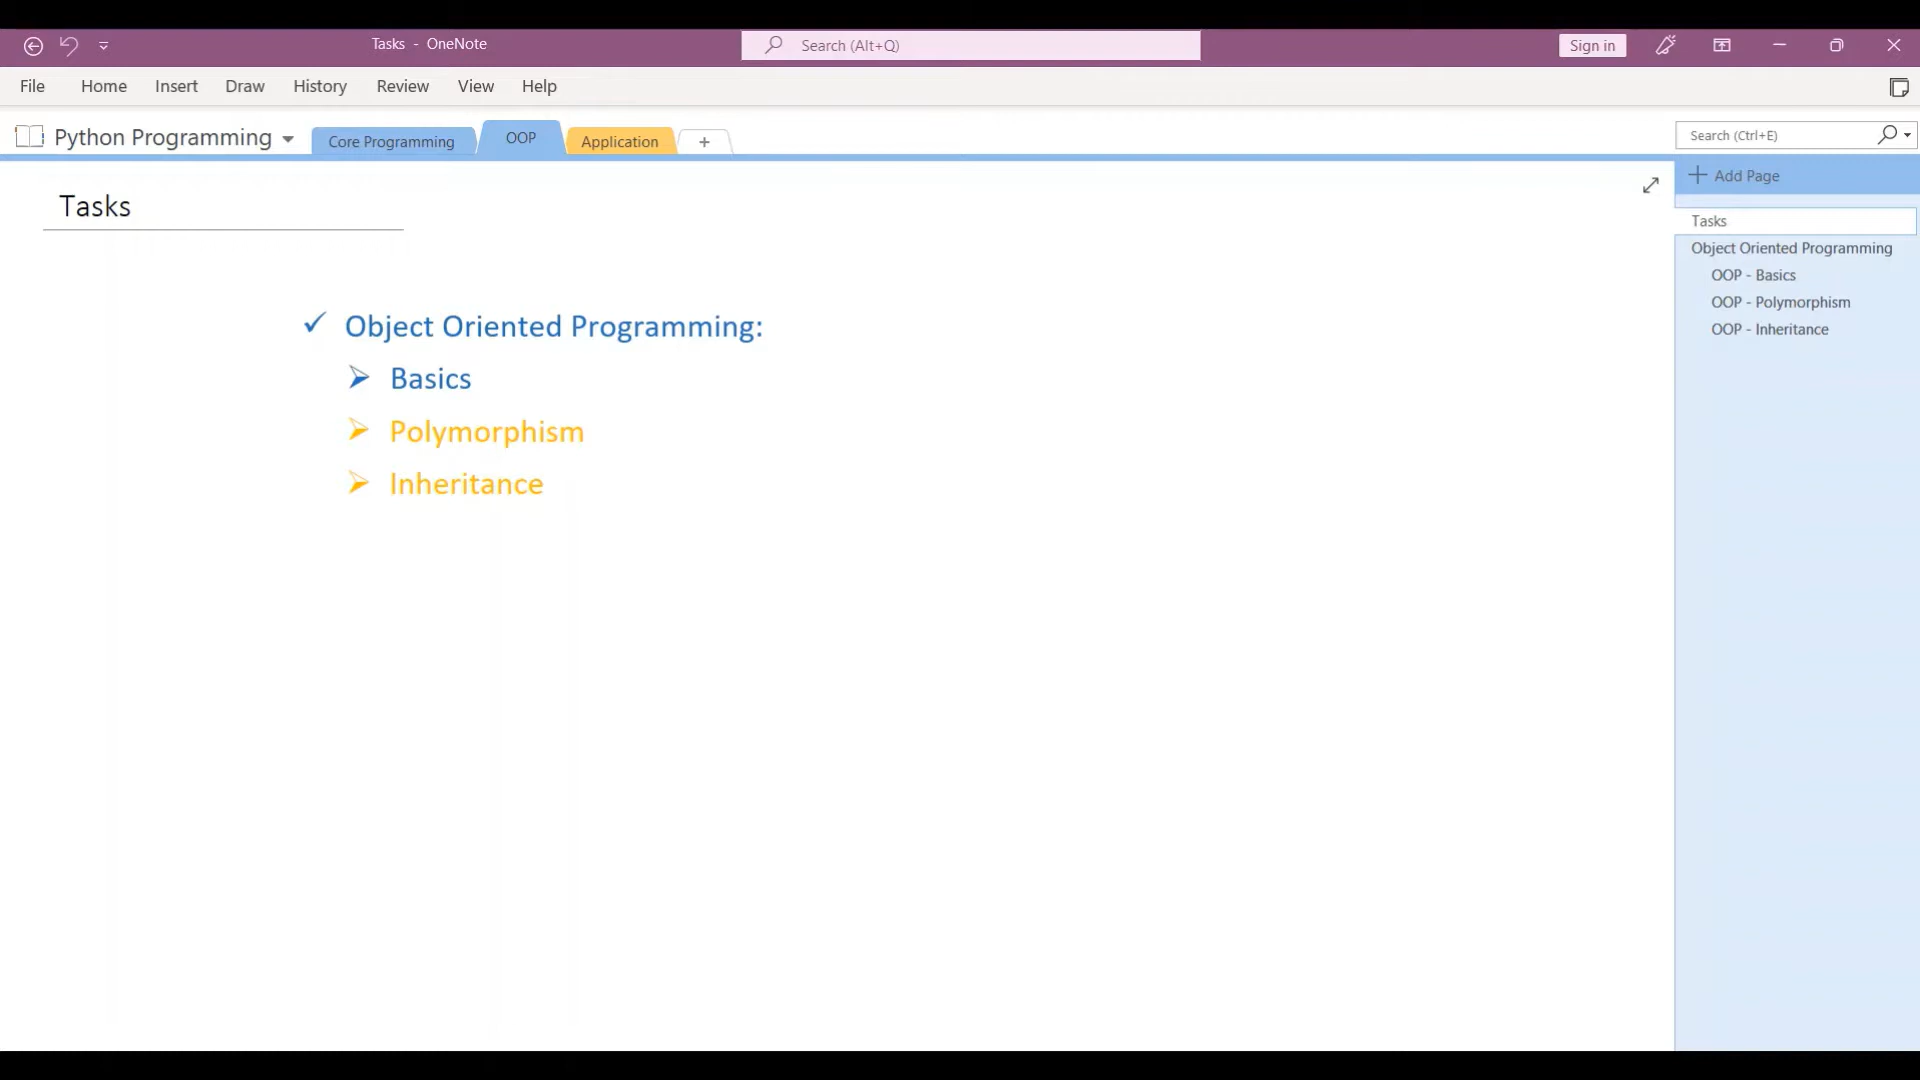 Tasks - OneNote
Search (Alt+Q)
Sign in
File Home Insert Draw History Review View Help
Python Programming
Core Programming
OOP
Application
Search (Ctrl+E)
Add Page
Tasks
Object Oriented Programming:
Basics
Polymorphism
Inheritance
Tasks
Object Oriented Programming
OOP - Basics
OOP - Polymorphism
OOP - Inheritance